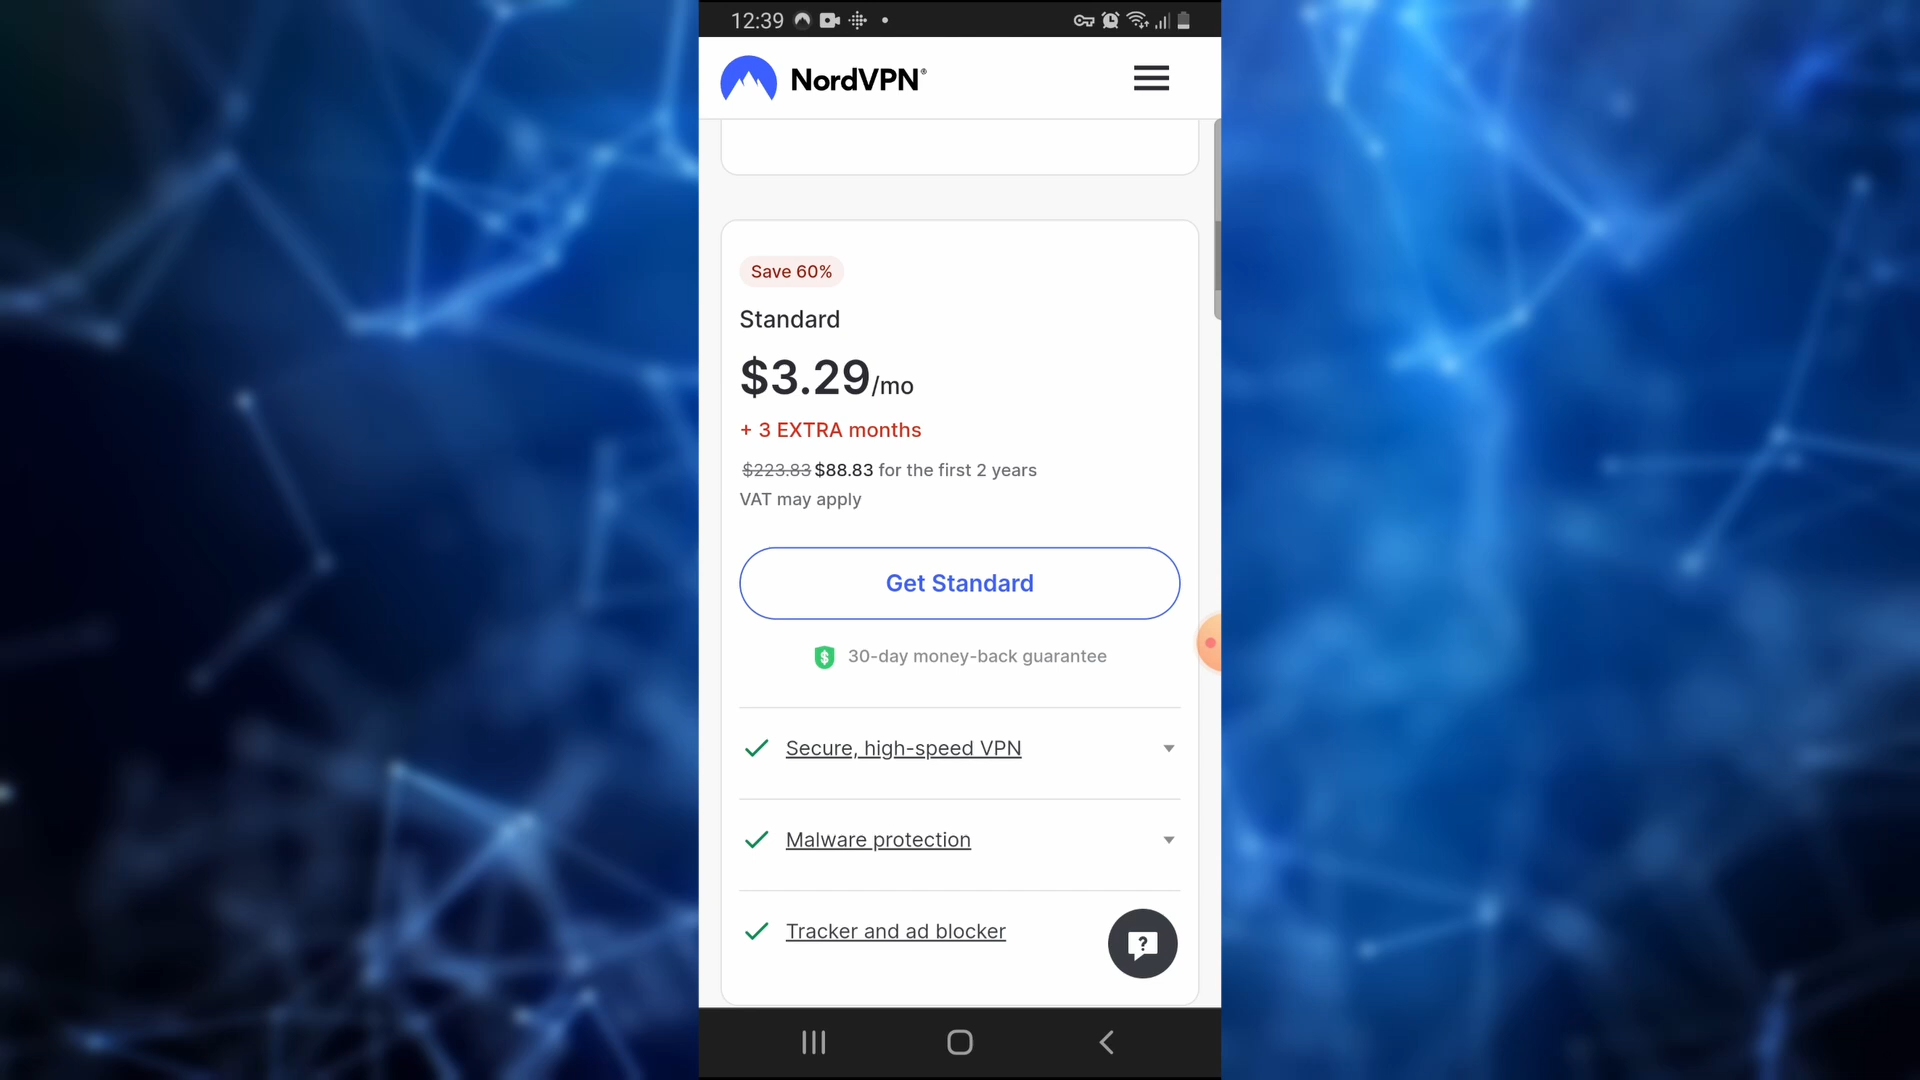 12:39
NordVPN®
Save 60%
Standard
$3.29/mo
+ 3 EXTRA months
$223.83 $88.83 for the first 2 years
VAT may apply
Get Standard
$ 30-day money-back guarantee
Secure, high-speed VPN
Malware protection
Tracker and ad blocker
?